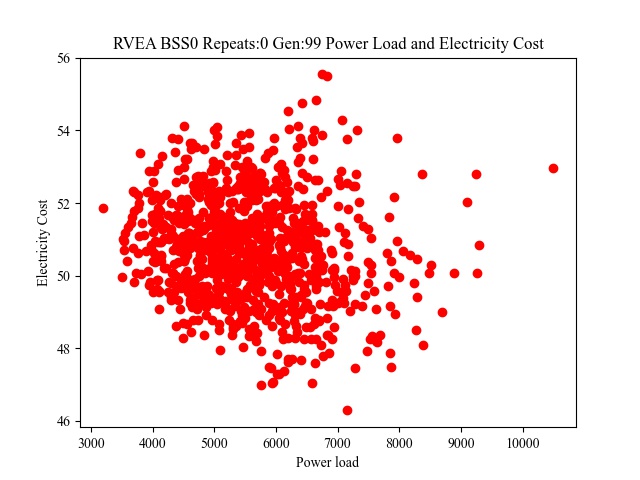 RVEA BSS0 Repeats:0 Gen:99 Power Load and Electricity Cost
56
54
52
50
48
46
Electricity Cost
3000 4000 5000 6000 7000 8000 9000 10000
Power load